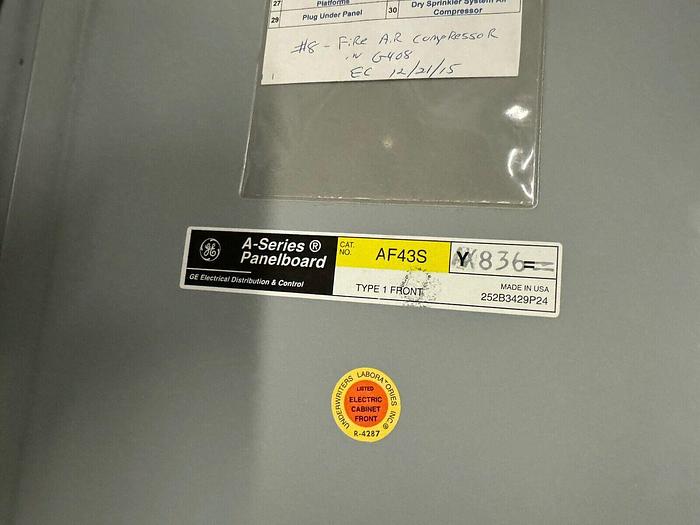 27 Platforms
30 Dry Sprinkler System Air Compressor
29 Plug Under Panel
#8 - FiRe AiR CompRessoR
iN G408
EC 12/21/15
GE
A-Series ®
Panelboard
GE Electrical Distribution & Control
CAT. NO.
AF43S
Y
836
TYPE 1 FRONT
MADE IN USA
252B3429P24
UNDERWRITERS LABORATORIES INC®
LISTED
ELECTRIC
CABINET
FRONT
R-4287